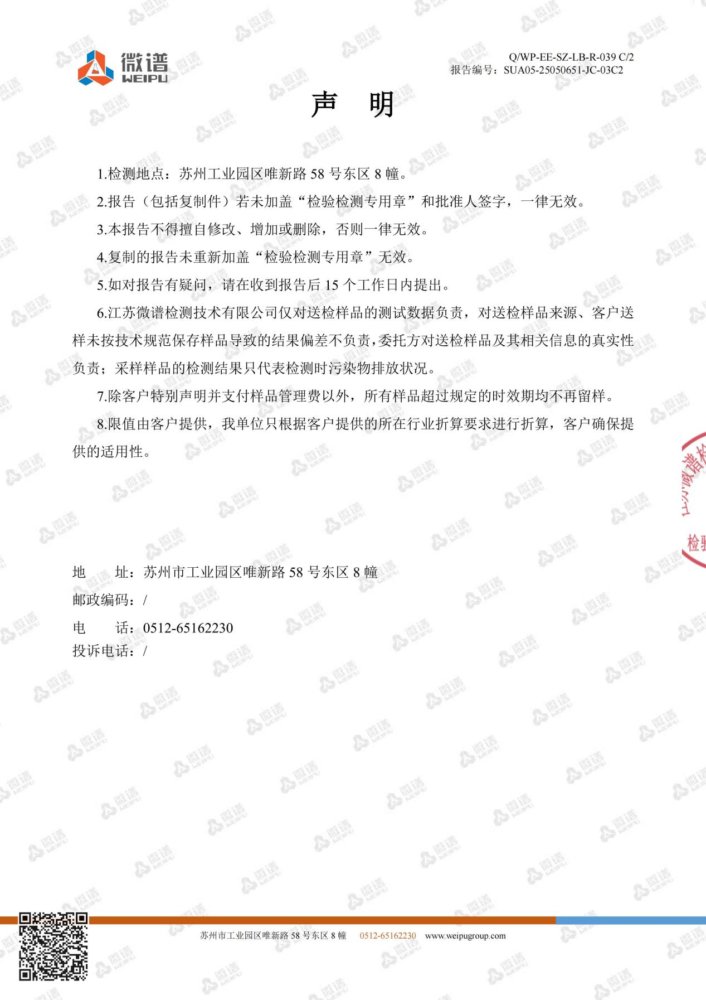 微谱
WEIPU
Q/WP-EE-SZ-LB-R-039 C/2
报告编号：SUA05-25050651-JC-03C2
声 明
1.检测地点：苏州工业园区唯新路 58 号东区 8 幢。
2.报告（包括复制件）若未加盖“检验检测专用章”和批准人签字，一律无效。
3.本报告不得擅自修改、增加或删除，否则一律无效。
4.复制的报告未重新加盖“检验检测专用章”无效。
5.如对报告有疑问，请在收到报告后 15 个工作日内提出。
6.江苏微谱检测技术有限公司仅对送检样品的测试数据负责，对送检样品来源、客户送
样未按技术规范保存样品导致的结果偏差不负责，委托方对送检样品及其相关信息的真实性
负责；采样样品的检测结果只代表检测时污染物排放状况。
7.除客户特别声明并支付样品管理费以外，所有样品超过规定的时效期均不再留样。
8.限值由客户提供，我单位只根据客户提供的所在行业折算要求进行折算，客户确保提
供的适用性。
微谱检
检验
地 址：苏州市工业园区唯新路 58 号东区 8 幢
邮政编码：/
电 话：0512-65162230
投诉电话：/
苏州市工业园区唯新路 58 号东区 8 幢 0512-65162230 www.weipugroup.com